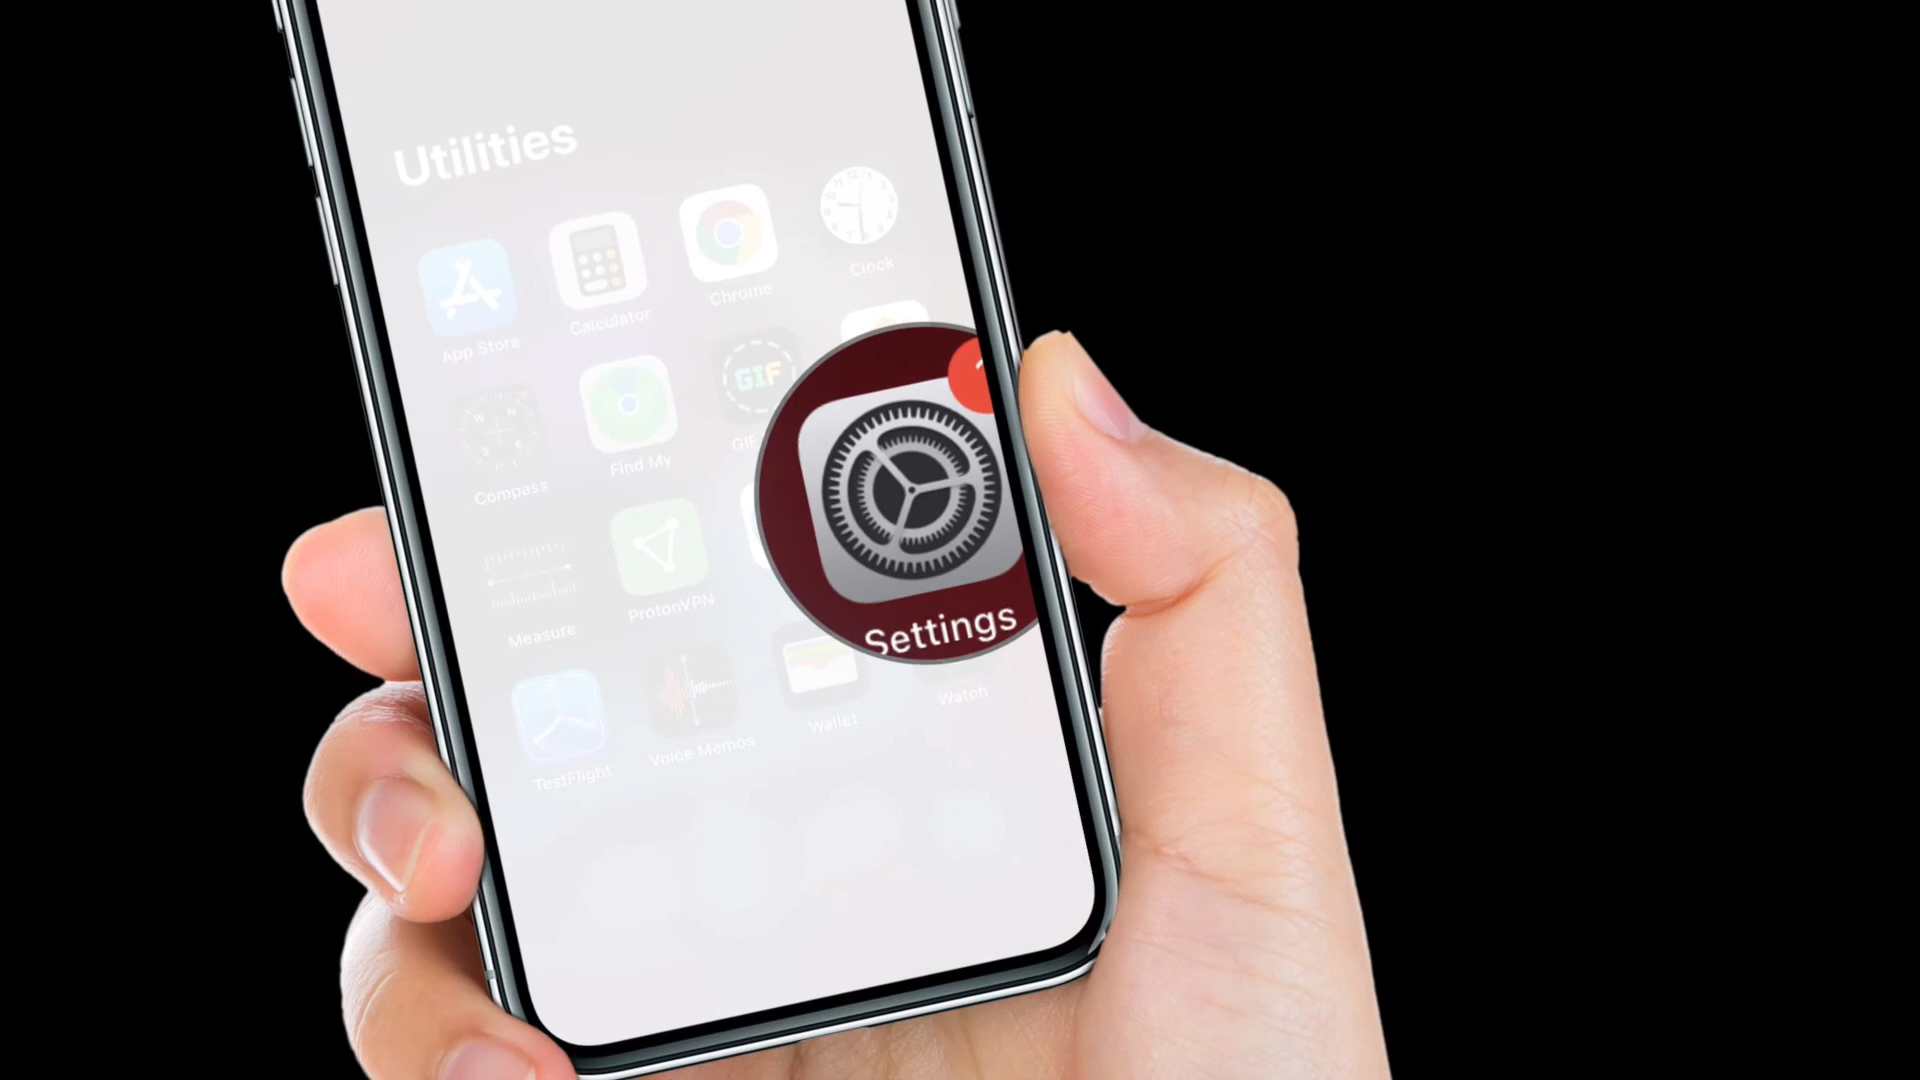 Utilities
App Store
Calculator
Chrome
Clock
Compass
W N
S E
Find My
GIF
Measure
ProtonVPN
Settings
TestFlight
Voice Memos
Wallet
Watch